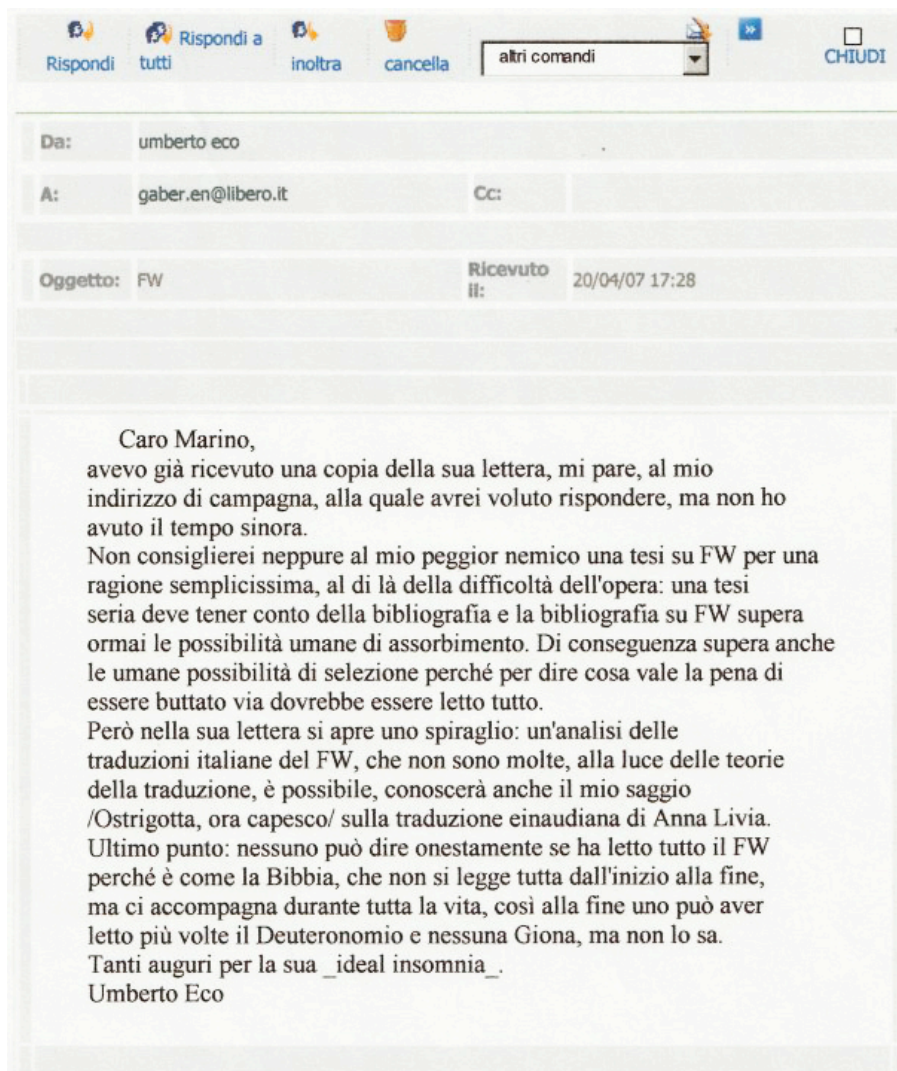 Rispondi
Rispondi a tutti
inoltra
cancella
altri comandi
CHIUDI
Da: umberto eco
A: gaber.en@libero.it Cc:
Oggetto: FW Ricevuto il: 20/04/07 17:28
Caro Marino,
avevo già ricevuto una copia della sua lettera, mi pare, al mio
indirizzo di campagna, alla quale avrei voluto rispondere, ma non ho
avuto il tempo sinora.
Non consiglierei neppure al mio peggior nemico una tesi su FW per una
ragione semplicissima, al di là della difficoltà dell'opera: una tesi
seria deve tener conto della bibliografia e la bibliografia su FW supera
ormai le possibilità umane di assorbimento. Di conseguenza supera anche
le umane possibilità di selezione perché per dire cosa vale la pena di
essere buttato via dovrebbe essere letto tutto.
Però nella sua lettera si apre uno spiraglio: un'analisi delle
traduzioni italiane del FW, che non sono molte, alla luce delle teorie
della traduzione, è possibile, conoscerà anche il mio saggio
/Ostrigotta, ora capesco/ sulla traduzione einaudiana di Anna Livia.
Ultimo punto: nessuno può dire onestamente se ha letto tutto il FW
perché è come la Bibbia, che non si legge tutta dall'inizio alla fine,
ma ci accompagna durante tutta la vita, così alla fine uno può aver
letto più volte il Deuteronomio e nessuna Giona, ma non lo sa.
Tanti auguri per la sua _ideal insomnia_.
Umberto Eco